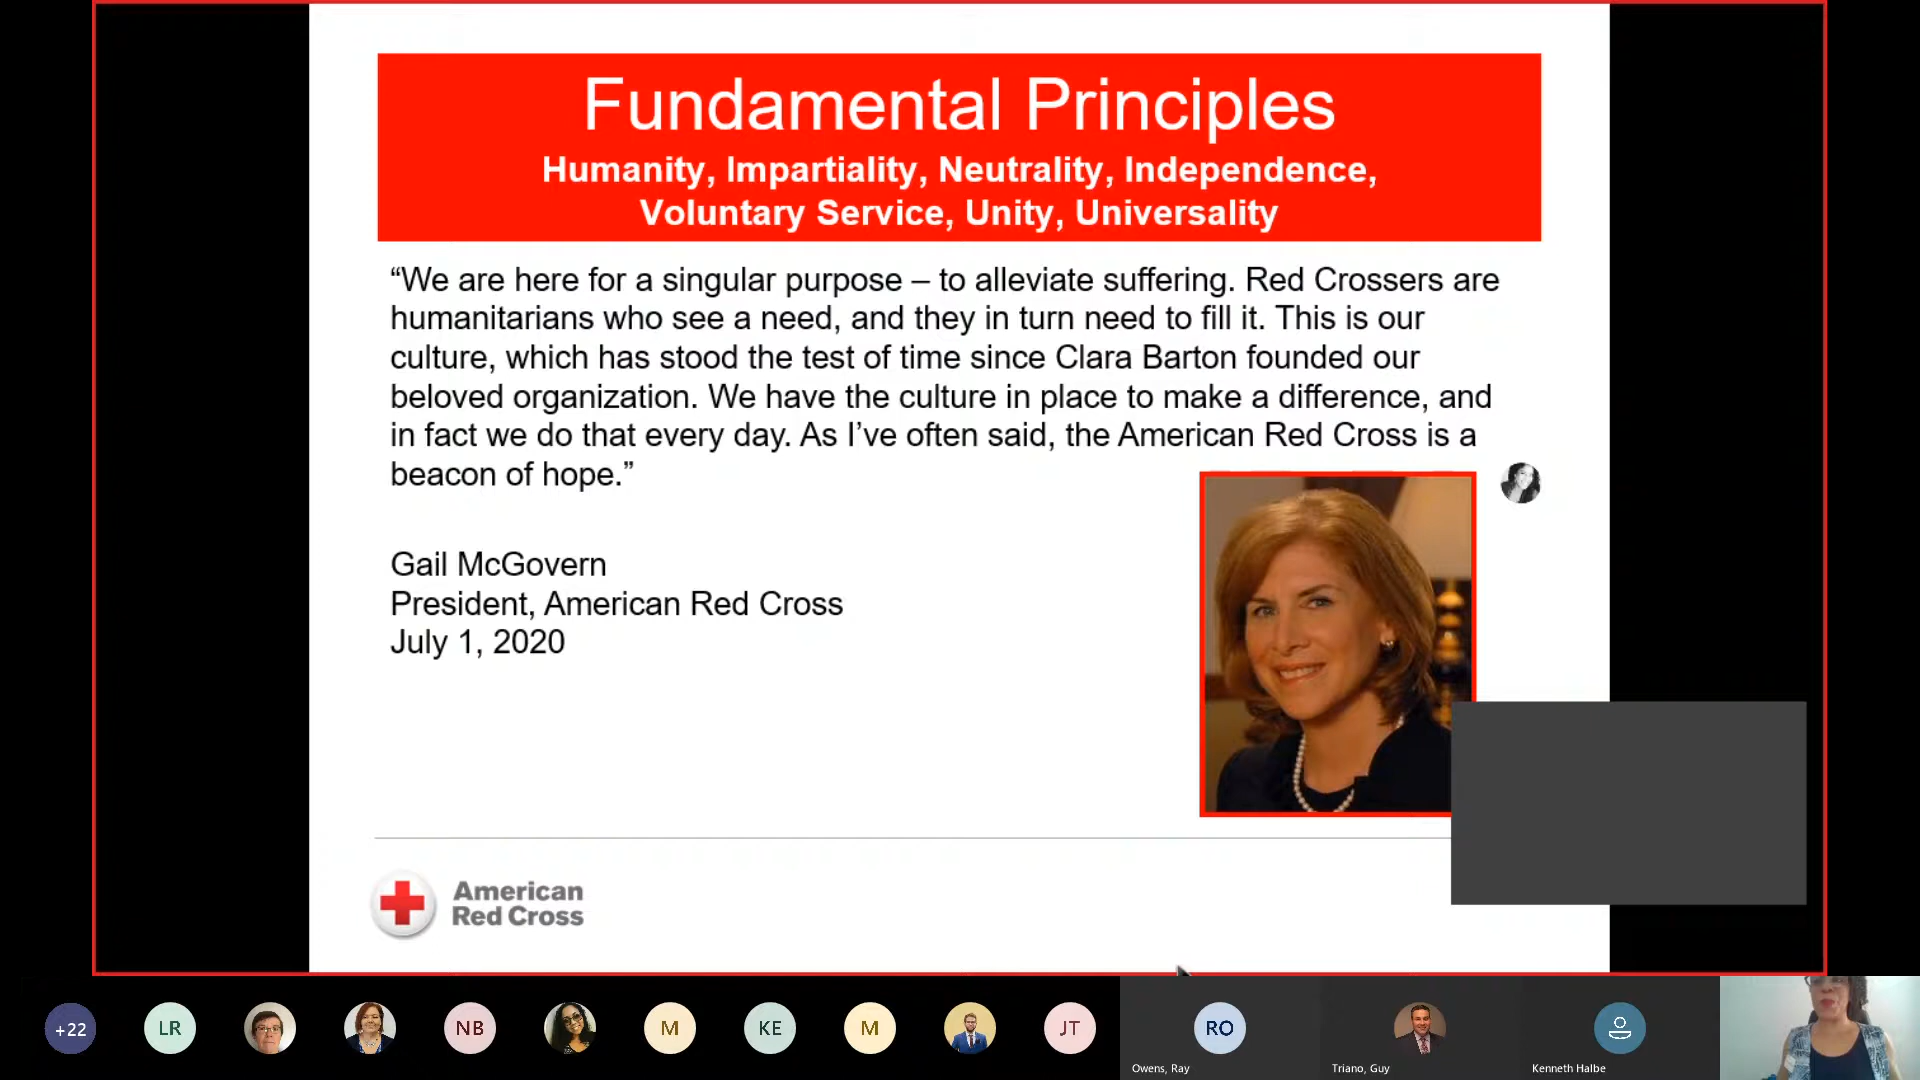 Fundamental Principles
Humanity, Impartiality, Neutrality, Independence,
Voluntary Service, Unity, Universality
“We are here for a singular purpose – to alleviate suffering. Red Crossers are
humanitarians who see a need, and they in turn need to fill it. This is our
culture, which has stood the test of time since Clara Barton founded our
beloved organization. We have the culture in place to make a difference, and
in fact we do that every day. As I’ve often said, the American Red Cross is a
beacon of hope.”
Gail McGovern
President, American Red Cross
July 1, 2020
American
Red Cross
+22
LR
NB
M
KE
M
JT
RO
Owens, Ray
Triano, Guy
Kenneth Halbe